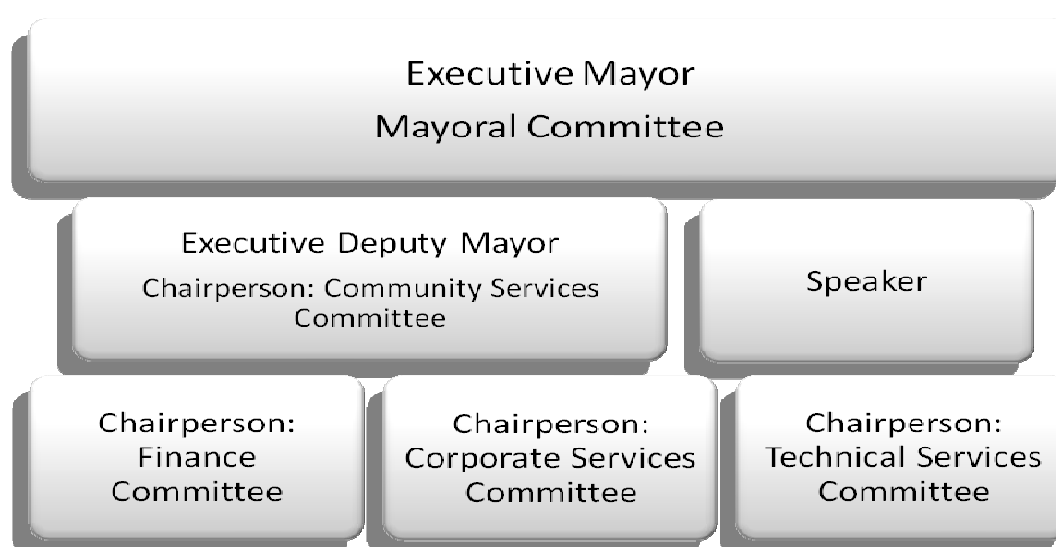 Executive Mayor
Mayoral Committee
Executive Deputy Mayor
Chairperson: Community Services
Committee
Speaker
Chairperson:
Finance
Committee
Chairperson:
Corporate Services
Committee
Chairperson:
Technical Services
Committee